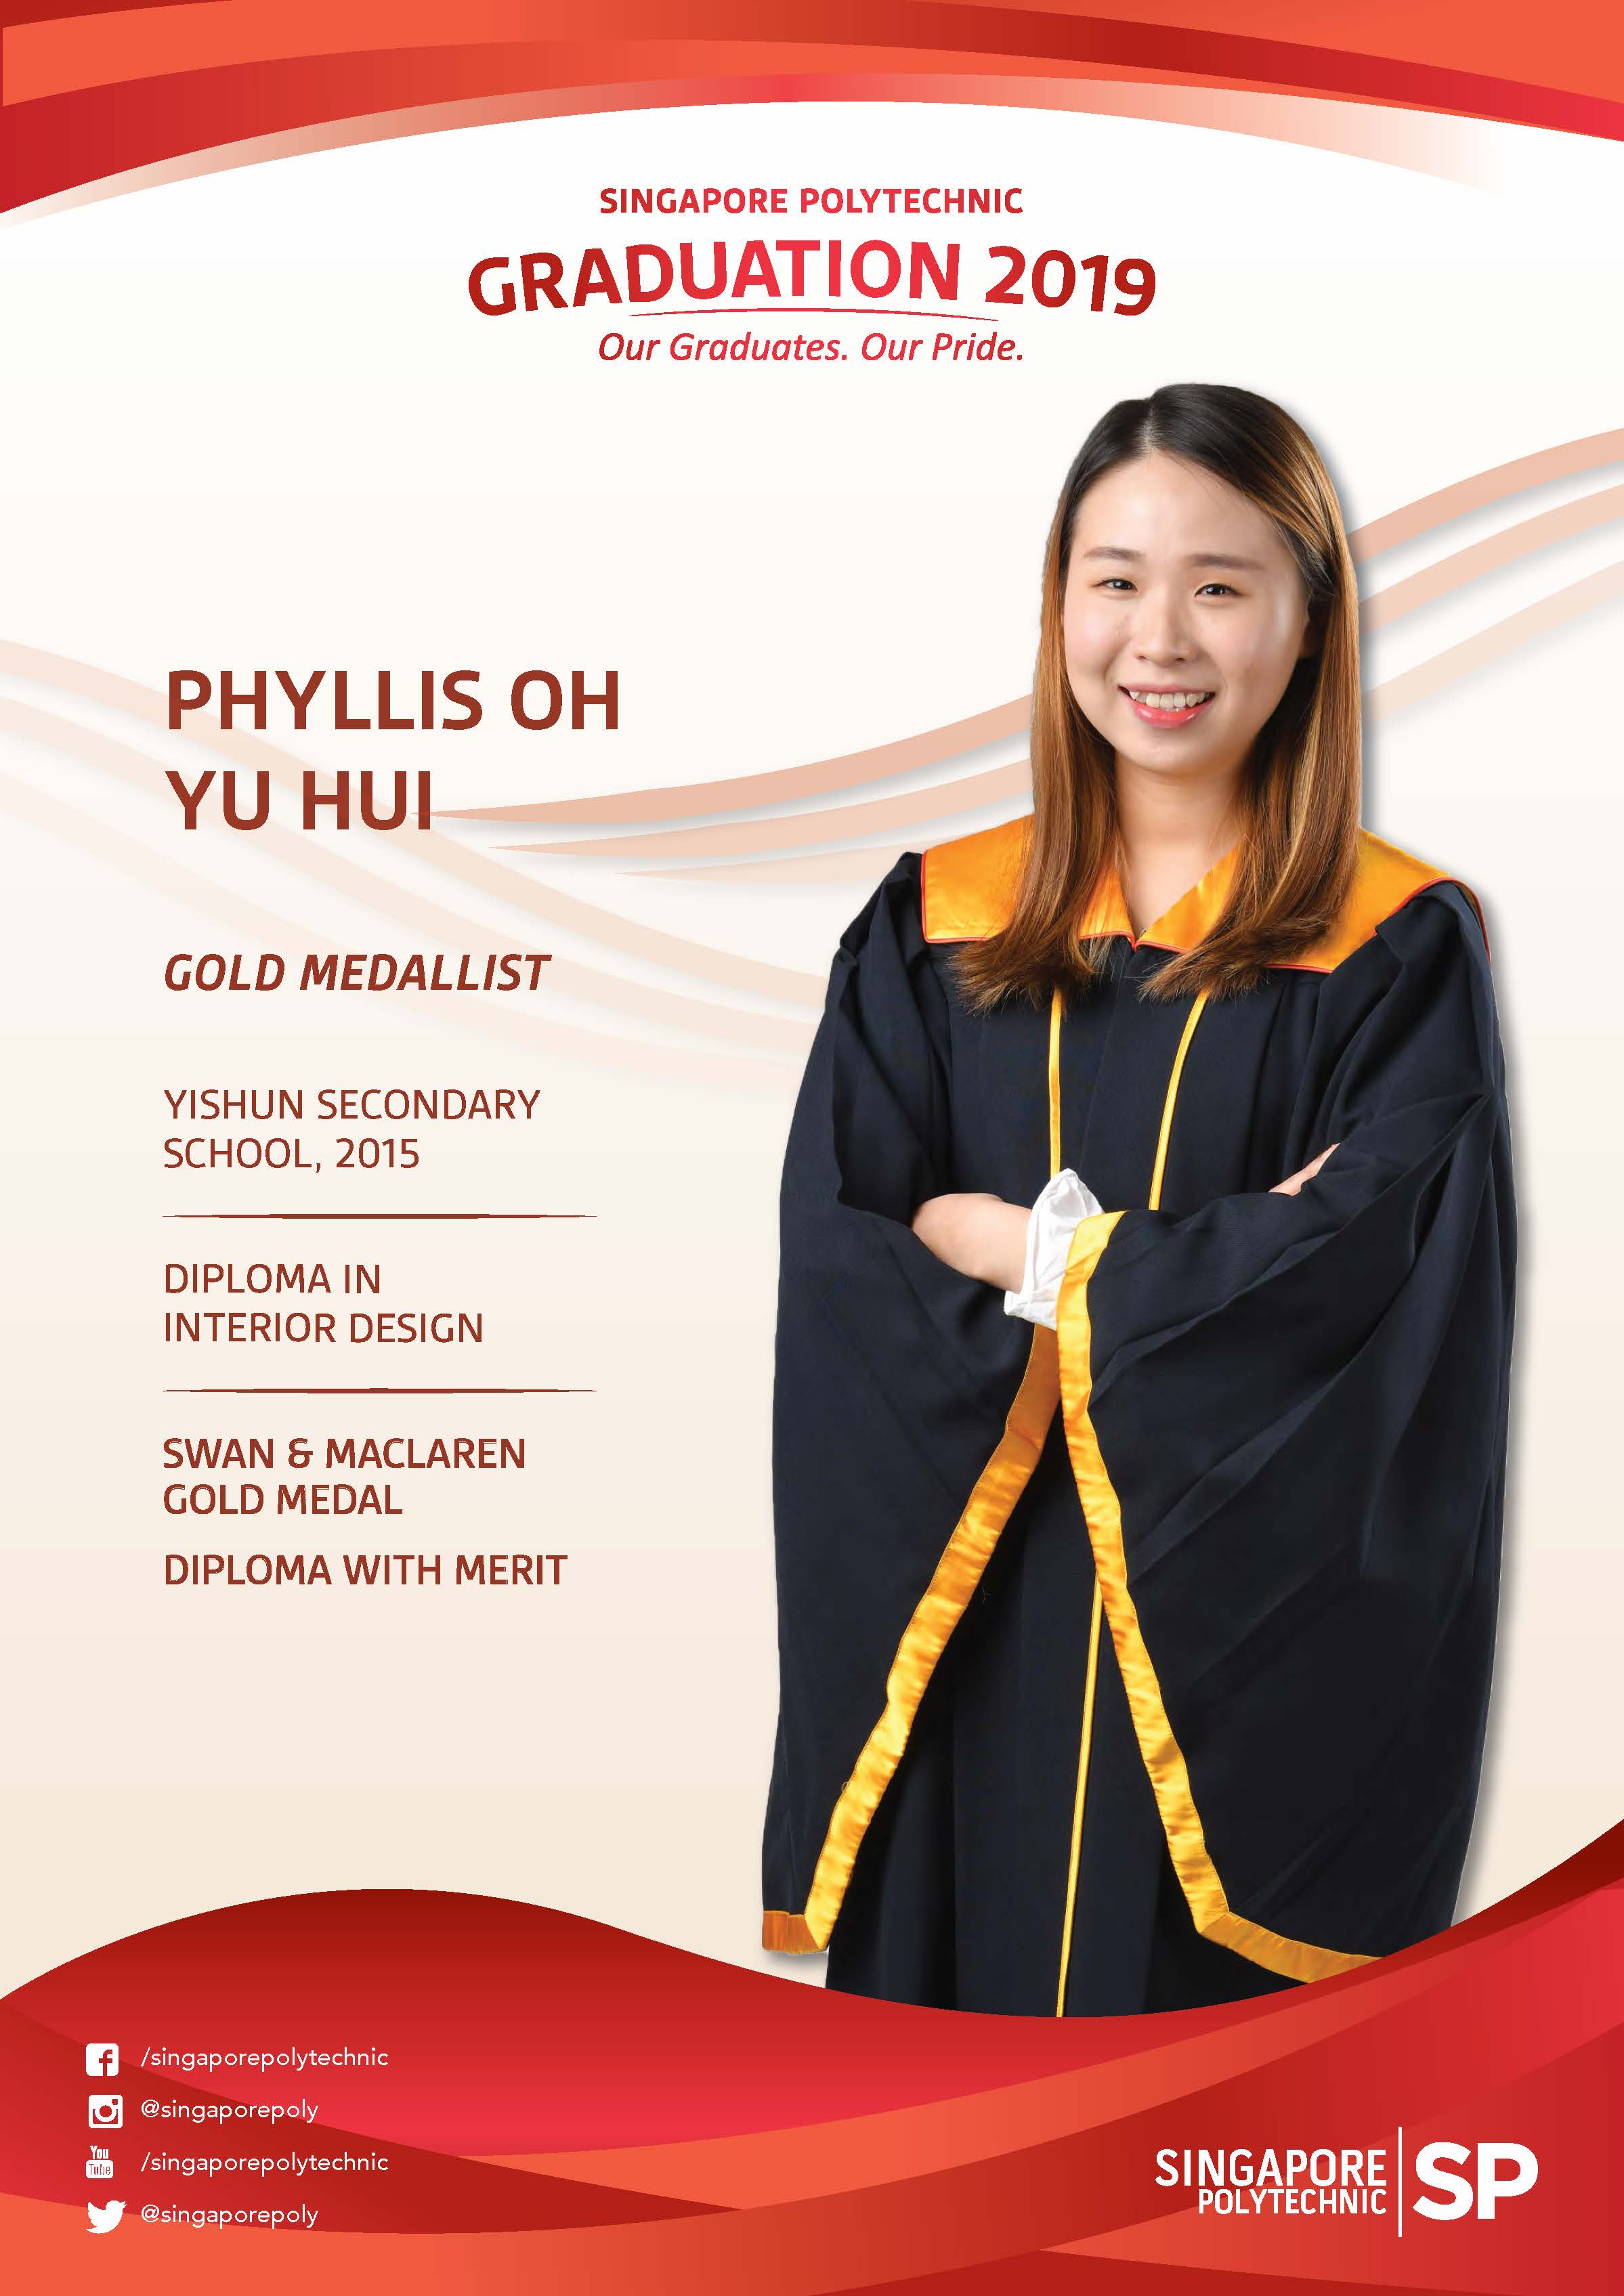 SINGAPORE POLYTECHNIC
GRADUATION 2019
Our Graduates. Our Pride.
PHYLLIS OH
YU HUI
GOLD MEDALLIST
YISHUN SECONDARY
SCHOOL, 2015
DIPLOMA IN
INTERIOR DESIGN
SWAN & MACLAREN
GOLD MEDAL
DIPLOMA WITH MERIT
/singaporepolytechnic
@singaporepoly
You
Tube
/singaporepolytechnic
@singaporepoly
SINGAPORE
POLYTECHNIC
SP